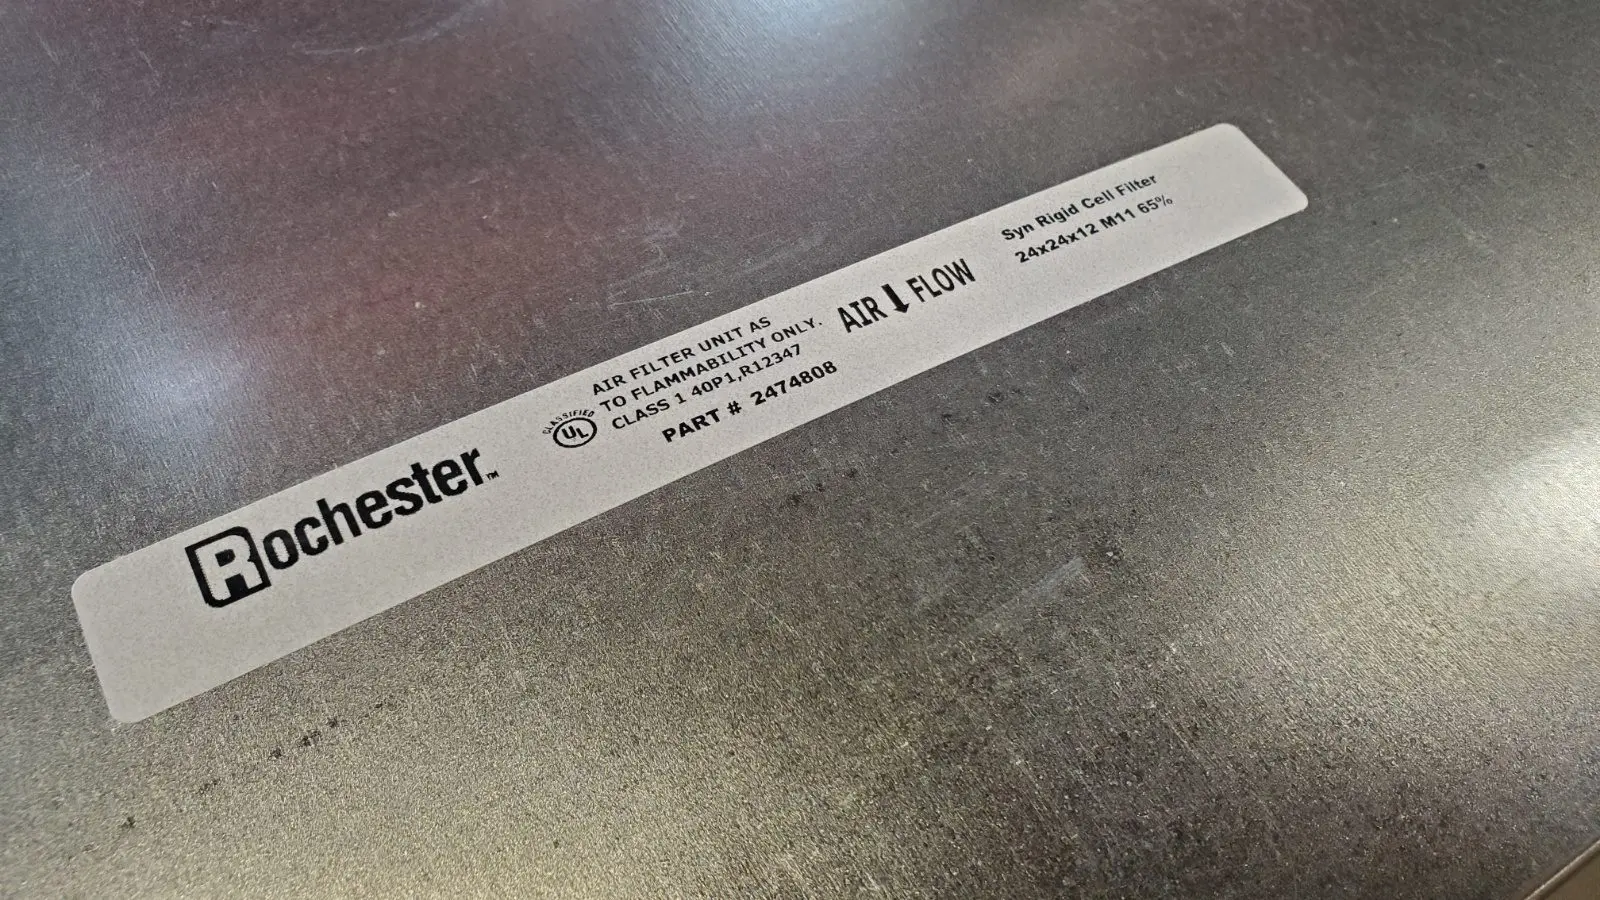 Rochester™
CLASSIFIED
UL
AIR FILTER UNIT AS
TO FLAMMABILITY ONLY.
CLASS 1 40P1,R12347
PART # 2474808
AIR FLOW
Syn Rigid Cell Filter
24x24x12 M11 65%